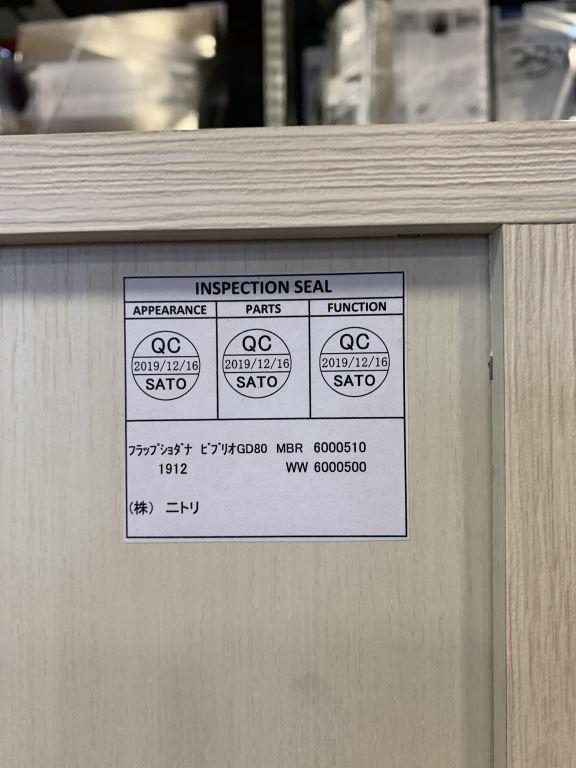 INSPECTION SEAL
APPEARANCE PARTS FUNCTION
QC QC QC
2019/12/16 2019/12/16 2019/12/16
SATO SATO SATO
ﾌﾗｯﾌﾟｼｮﾀﾞﾅ ﾋﾞﾌﾞﾘｵGD80 MBR 6000510
1912 WW 6000500
(株) ニトリ